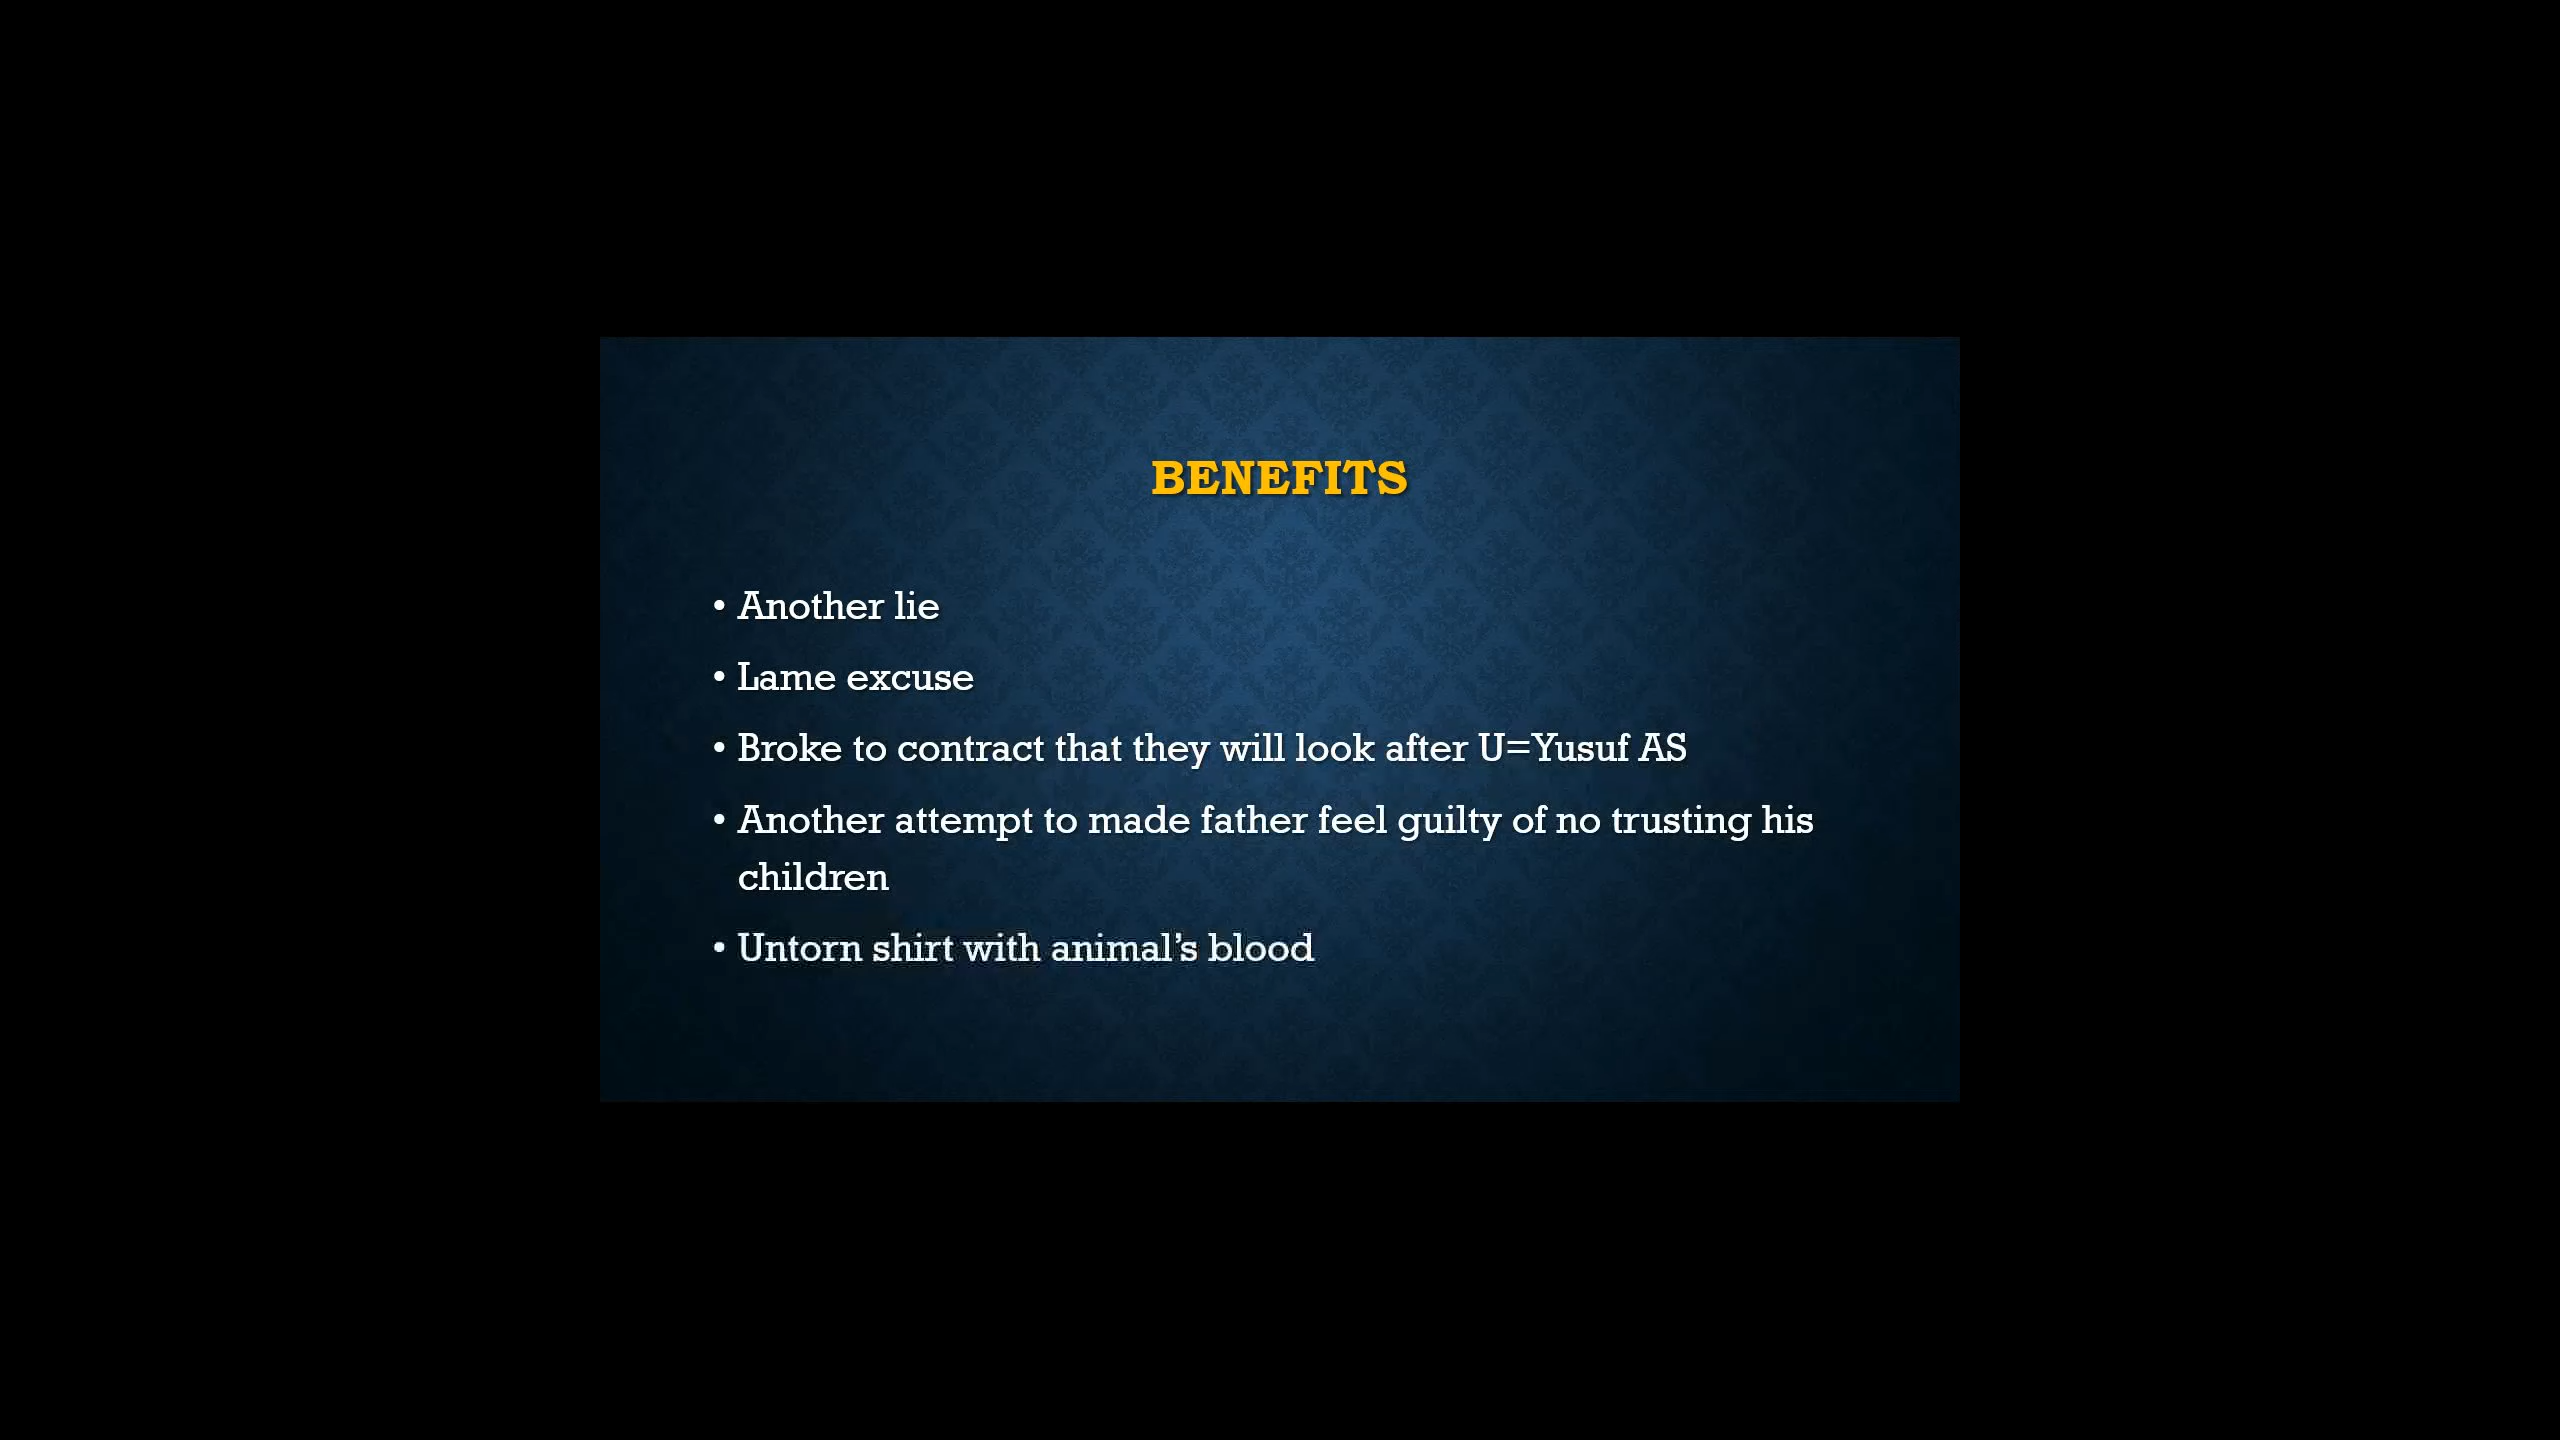 BENEFITS
• Another lie
• Lame excuse
• Broke to contract that they will look after U=Yusuf AS
• Another attempt to made father feel guilty of no trusting his
children
• Untorn shirt with animal’s blood